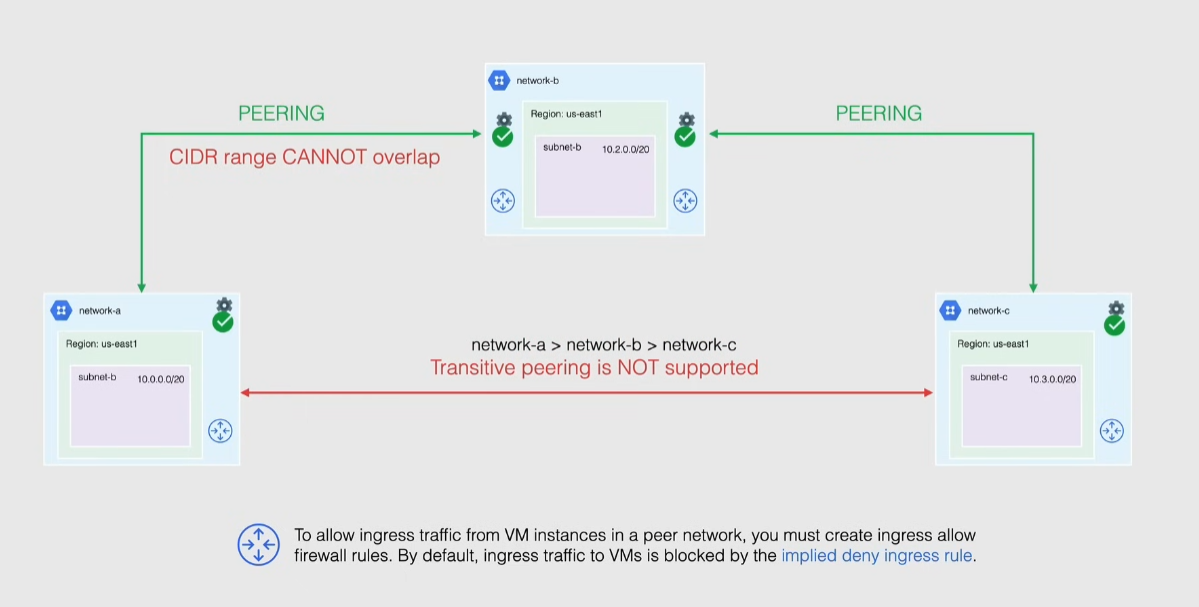 network-b
PEERING
Region: us-east1
PEERING
subnet-b 10.2.0.0/20
CIDR range CANNOT overlap
network-a
network-c
Region: us-east1
network-a > network-b > network-c
Region: us-east1
Transitive peering is NOT supported
subnet-b 10.0.0.0/20
subnet-c 10.3.0.0/20
To allow ingress traffic from VM instances in a peer network, you must create ingress allow
firewall rules. By default, ingress traffic to VMs is blocked by the implied deny ingress rule.